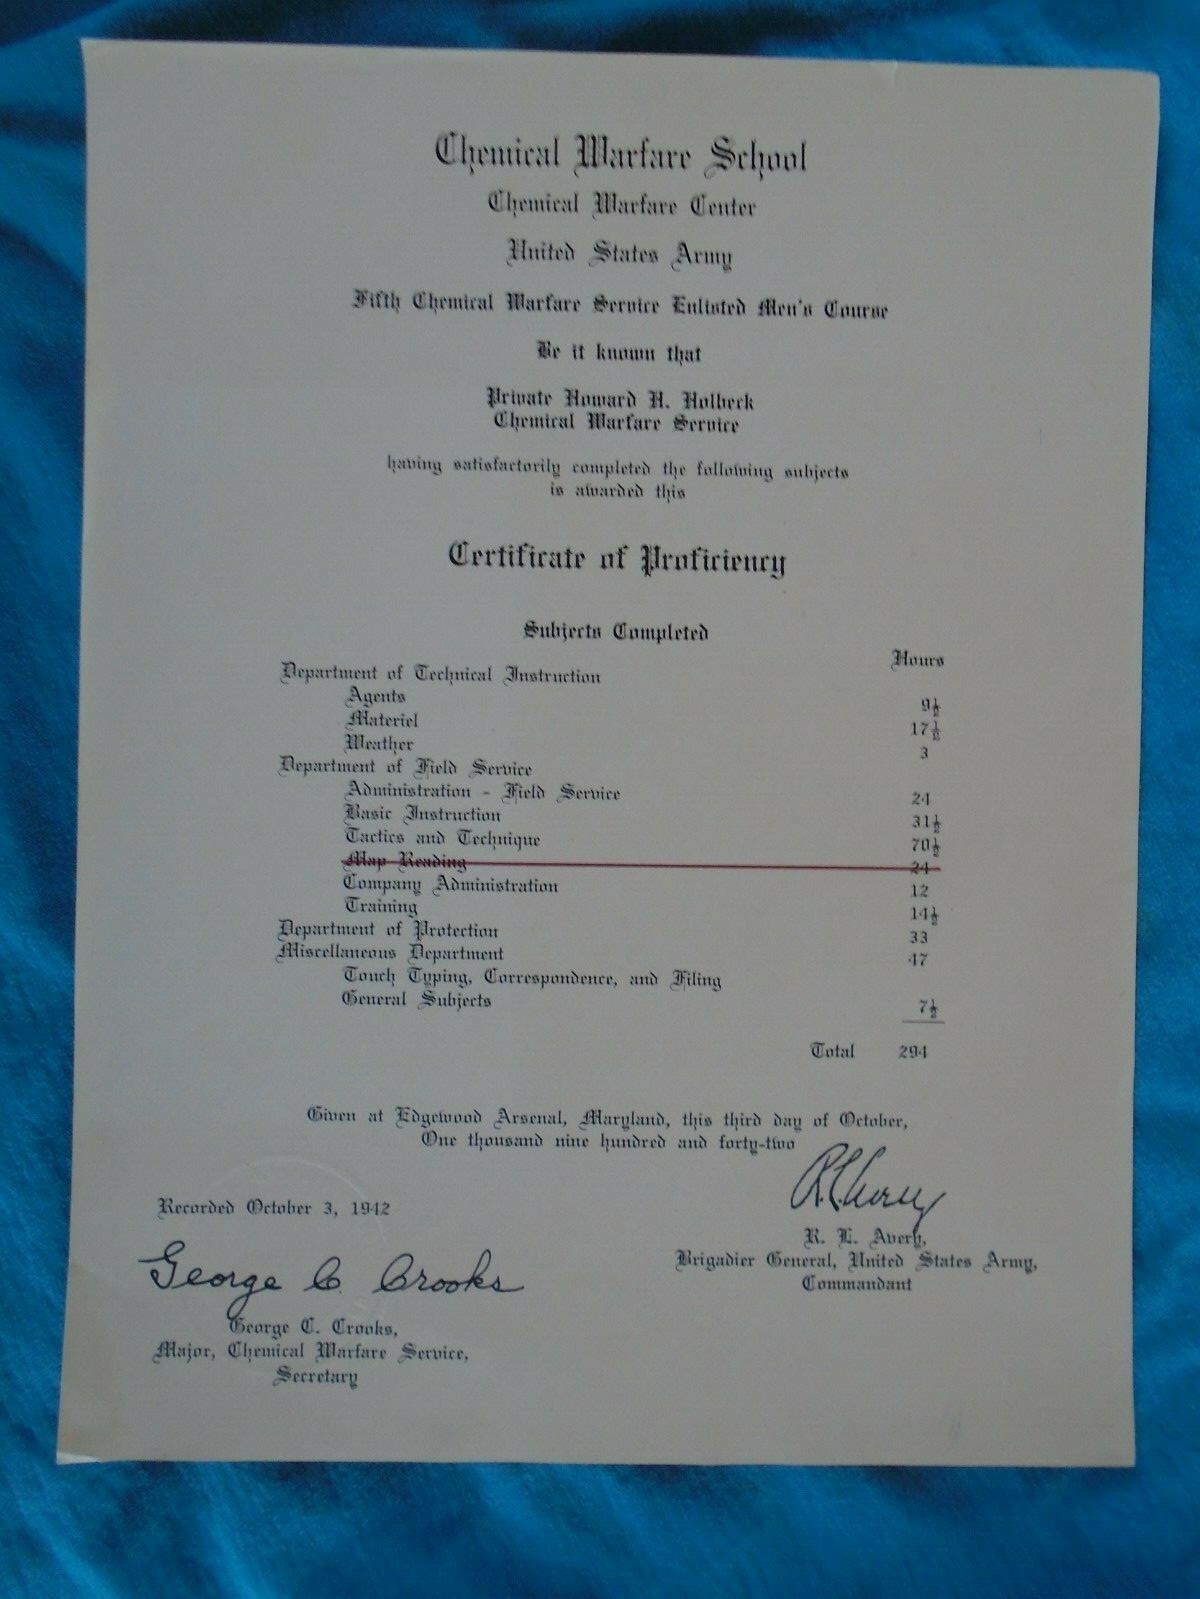 Chemical Warfare School
Chemical Warfare Center
United States Army
Fifth Chemical Warfare Service Enlisted Men's Course
Be it known that
Private Howard H. Holbeck
Chemical Warfare Service
having satisfactorily completed the following subjects
is awarded this
Certificate of Proficiency
Subjects Completed
Hours
Department of Technical Instruction
Agents 9½
Materiel 17½
Weather 3
Department of Field Service
Administration - Field Service 24
Basic Instruction 31½
Tactics and Technique 70½
Map Reading 24
Company Administration 12
Training 14½
Department of Protection 33
Miscellaneous Department 47
Touch Typing, Correspondence, and Filing
General Subjects 7½
Total 294
Given at Edgewood Arsenal, Maryland, this third day of October,
One thousand nine hundred and forty-two
R.L. Avery
Recorded October 3, 1942
R. L. Avery,
Brigadier General, United States Army,
Commandant
George C. Crooks
George C. Crooks,
Major, Chemical Warfare Service,
Secretary